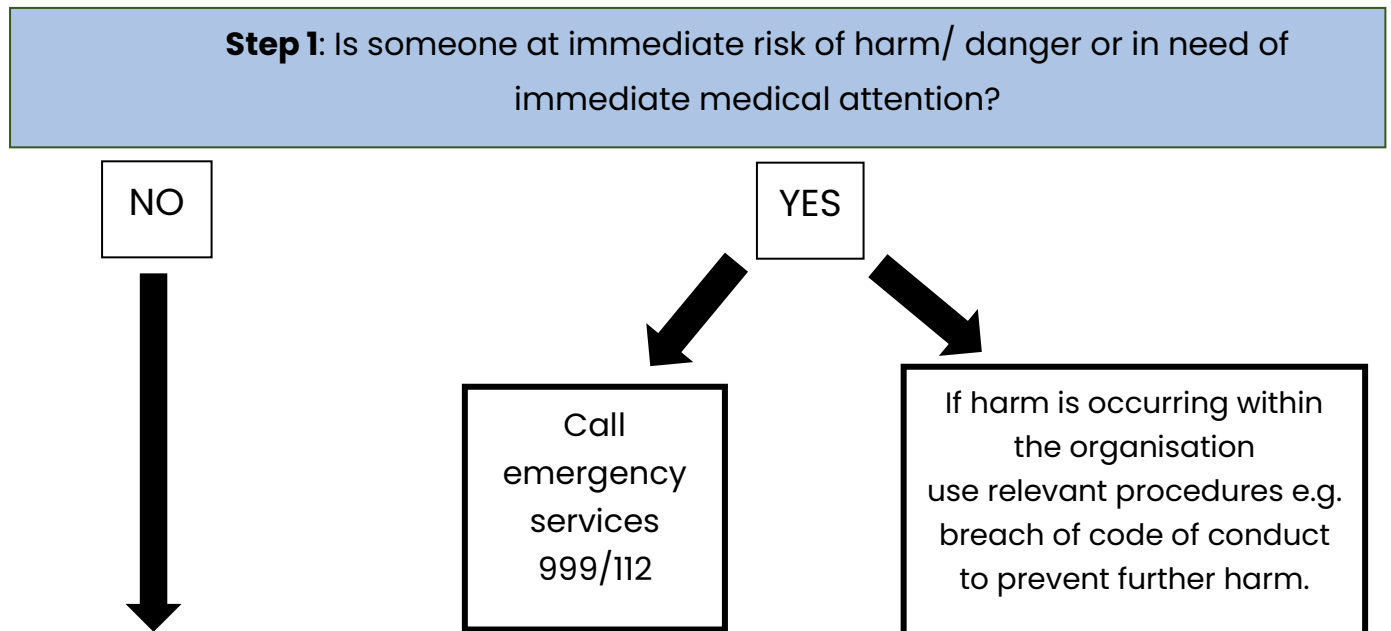 Step 1: Is someone at immediate risk of harm/ danger or in need of
immediate medical attention?
NO
YES
Call
emergency
services
999/112
If harm is occurring within
the organisation
use relevant procedures e.g.
breach of code of conduct
to prevent further harm.